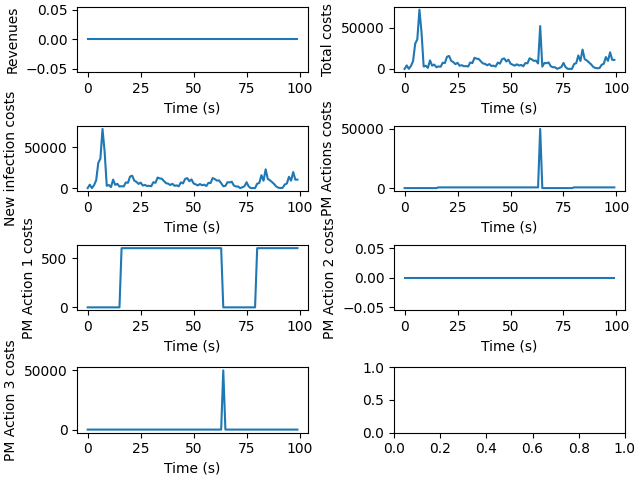 Revenues
0.05
0.00
−0.05
0 25 50 75 100
Time (s)
Total costs
50000
0
0 25 50 75 100
Time (s)
New infection costs
50000
0
0 25 50 75 100
Time (s)
PM Actions costs
50000
0
0 25 50 75 100
Time (s)
PM Action 1 costs
500
0
0 25 50 75 100
Time (s)
PM Action 2 costs
0.05
0.00
−0.05
0 25 50 75 100
Time (s)
PM Action 3 costs
50000
0
0 25 50 75 100
Time (s)
1.0
0.5
0.0
0.0 0.2 0.4 0.6 0.8 1.0